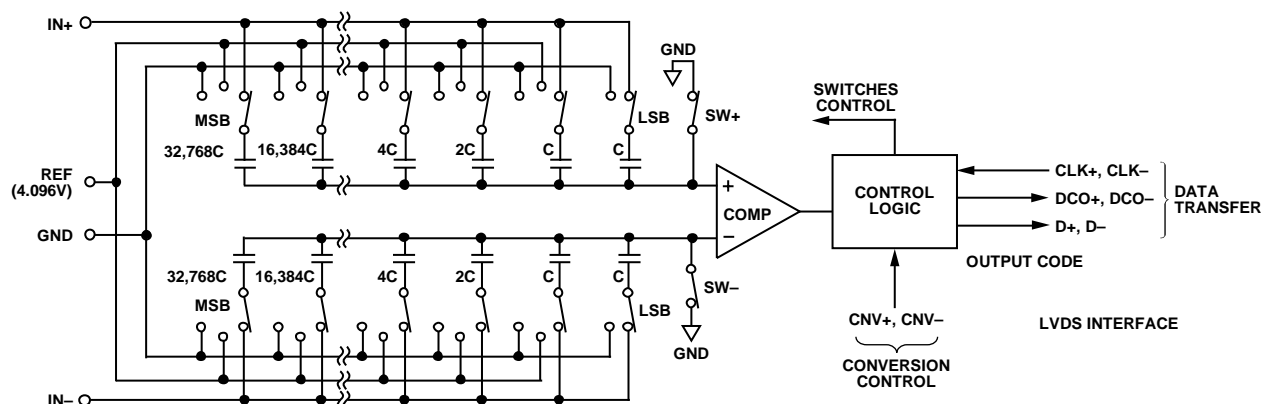 IN+
GND
SWITCHES
CONTROL
MSB
LSB
SW+
32,768C
16,384C
4C
2C
C
C
REF
(4.096V)
GND
+
COMP
–
CONTROL
LOGIC
CLK+, CLK–
DCO+, DCO–
D+, D–
DATA
TRANSFER
OUTPUT CODE
32,768C
16,384C
4C
2C
C
C
MSB
LSB
SW–
GND
CNV+, CNV–
CONVERSION
CONTROL
LVDS INTERFACE
IN–